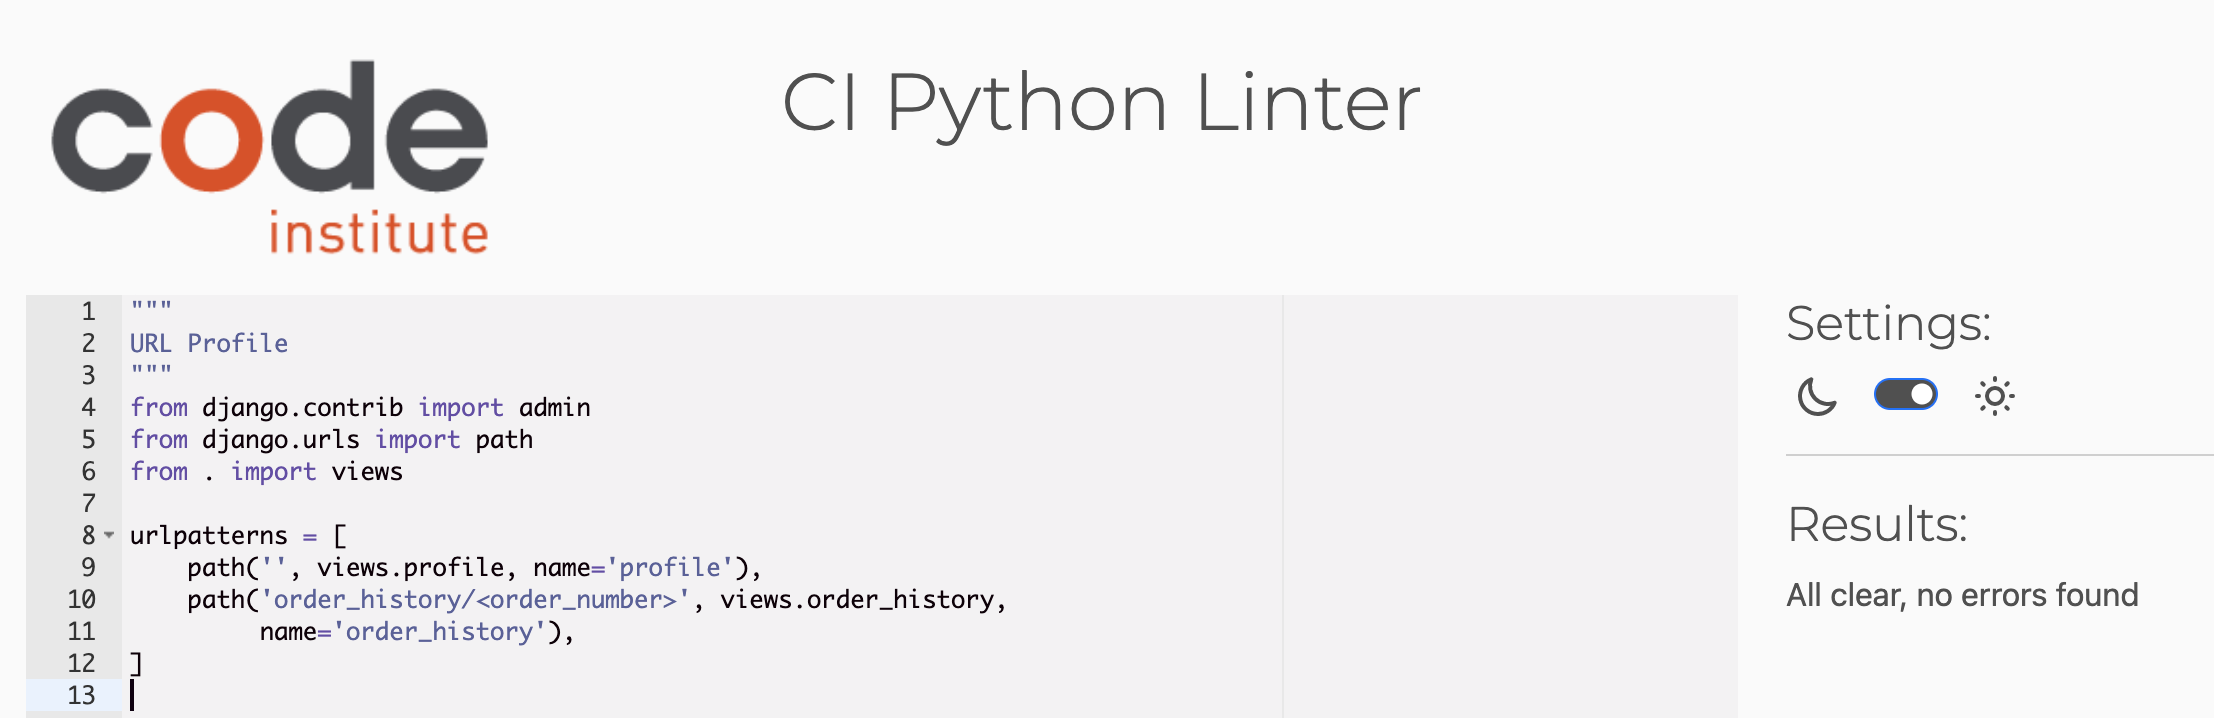 code
institute
CI Python Linter
1 """
2 URL Profile
3 """
4 from django.contrib import admin
5 from django.urls import path
6 from . import views
7
8 urlpatterns = [
9     path('', views.profile, name='profile'),
10     path('order_history/<order_number>', views.order_history,
11          name='order_history'),
12 ]
13
Settings:
Results:
All clear, no errors found